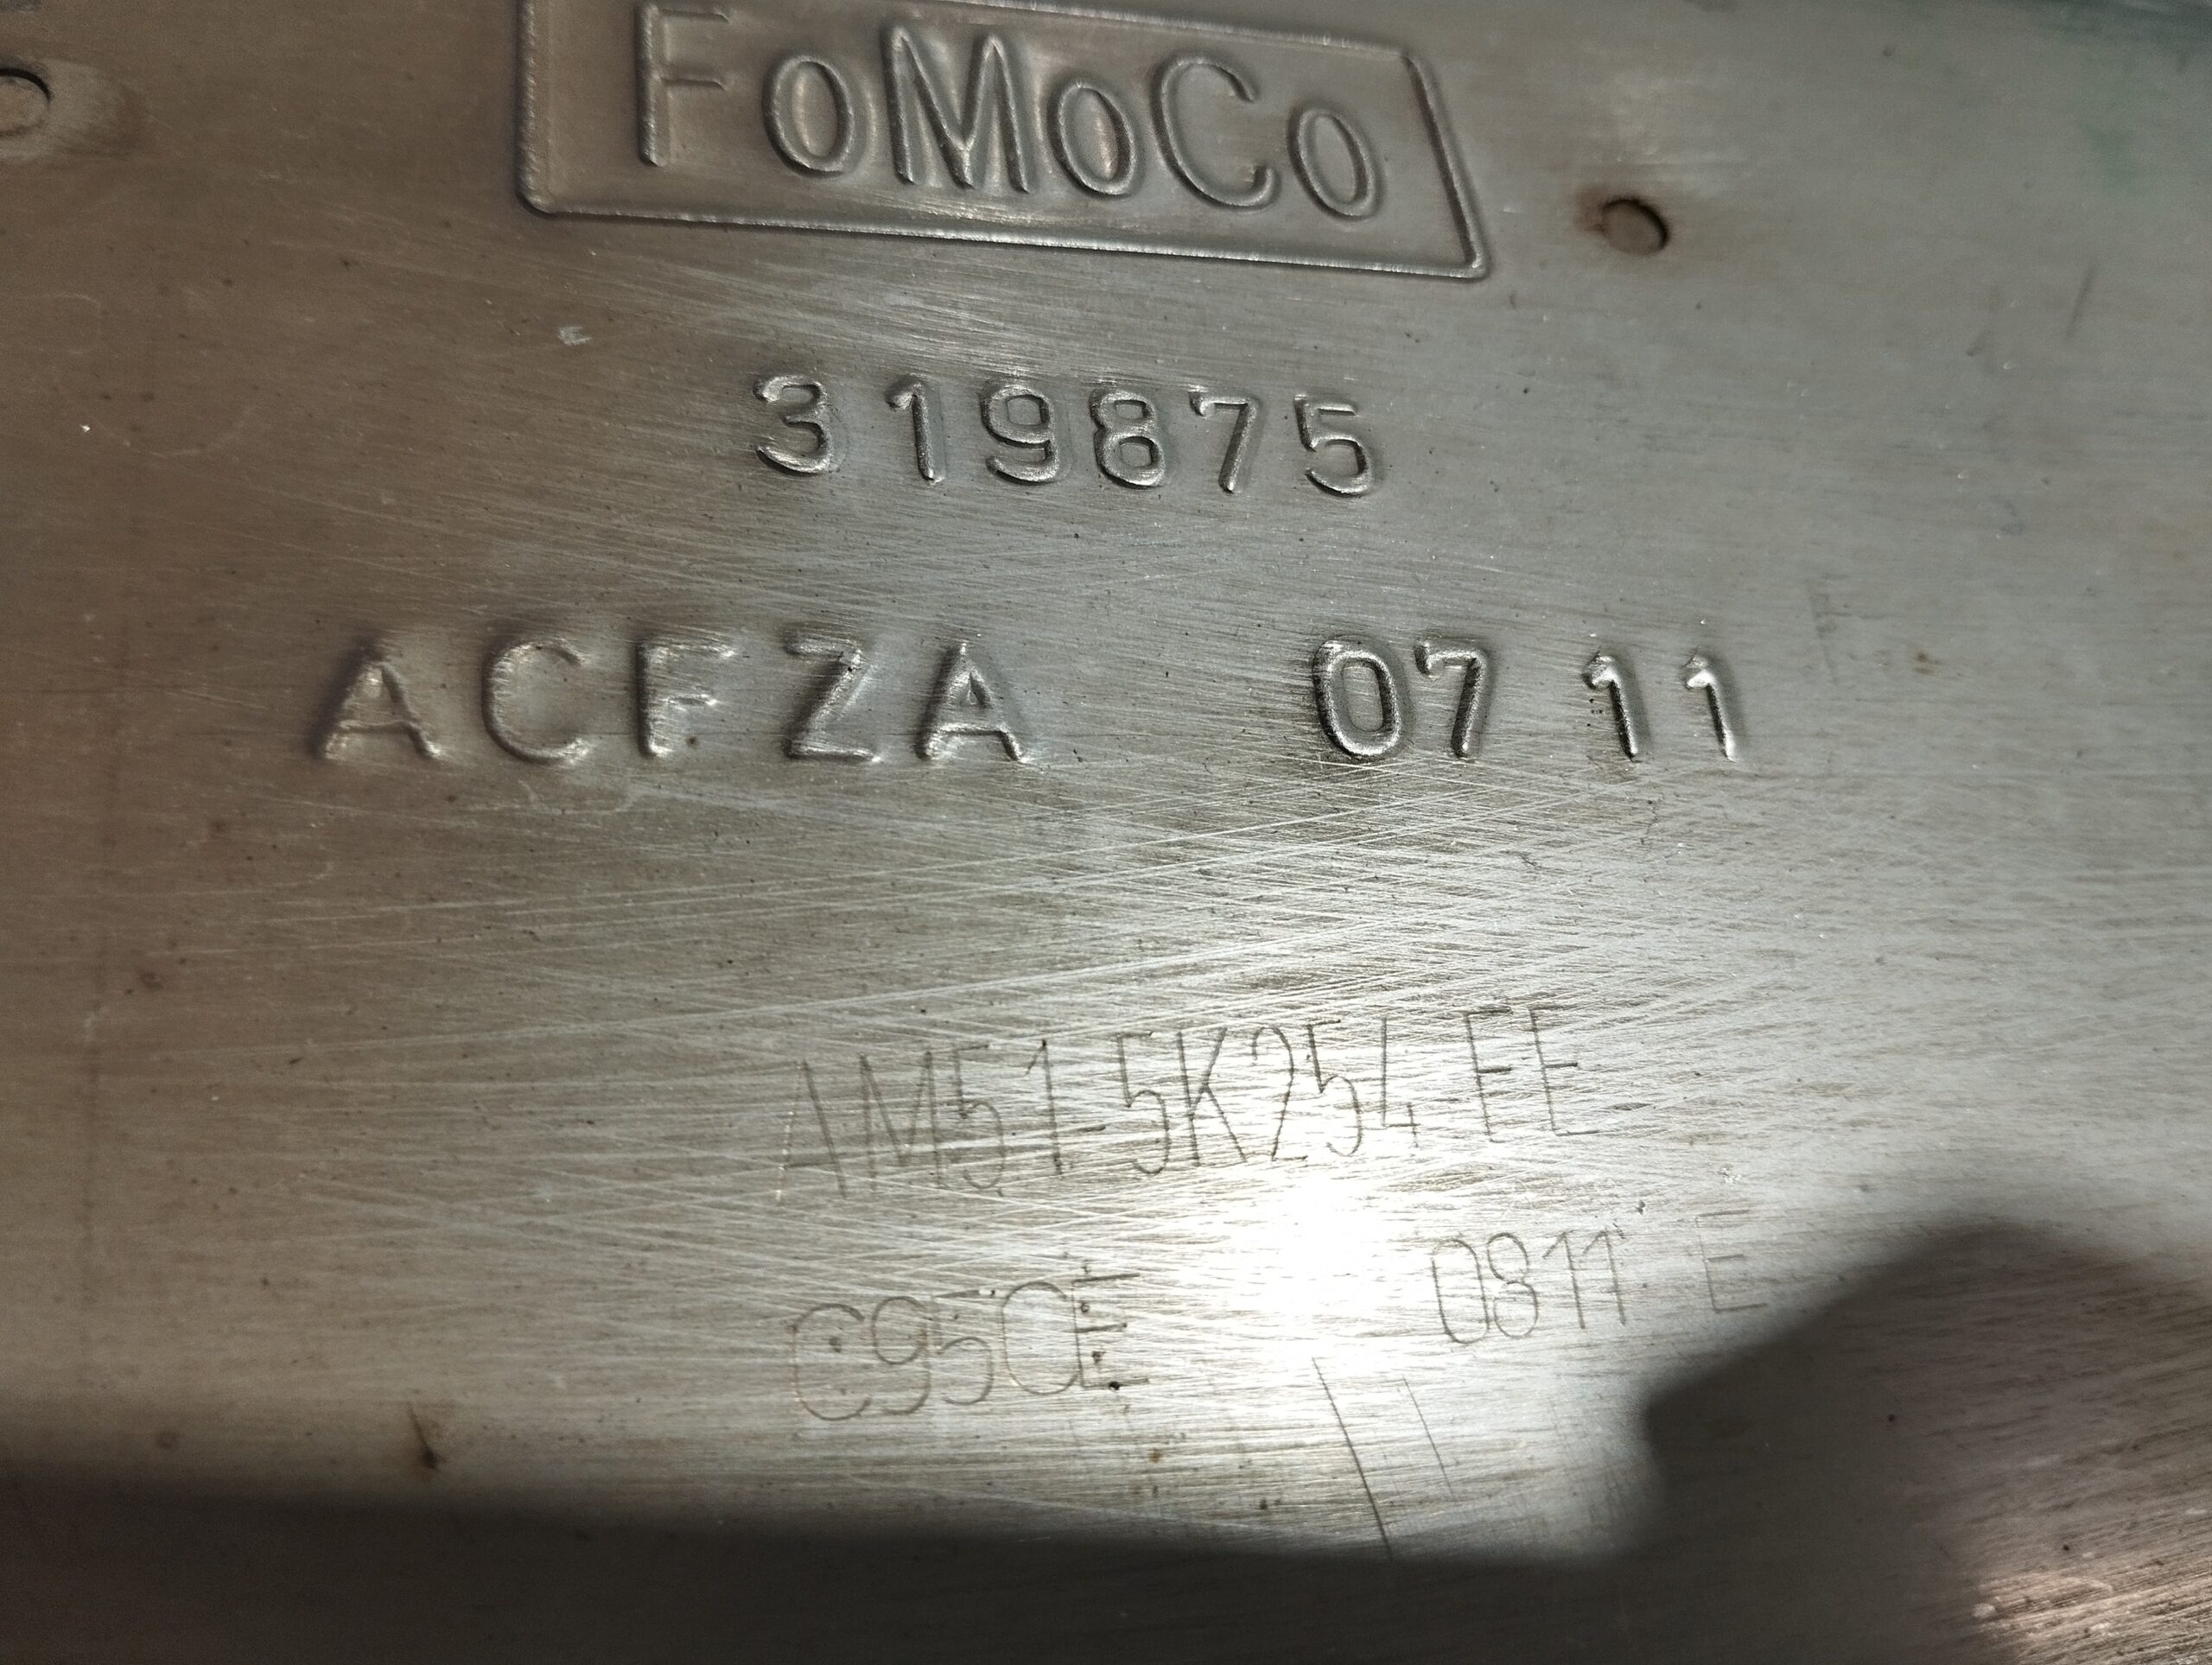 FoMoCo
319875
ACFZA 07 11
AM51 5K254 EE
C95CE 0811 E